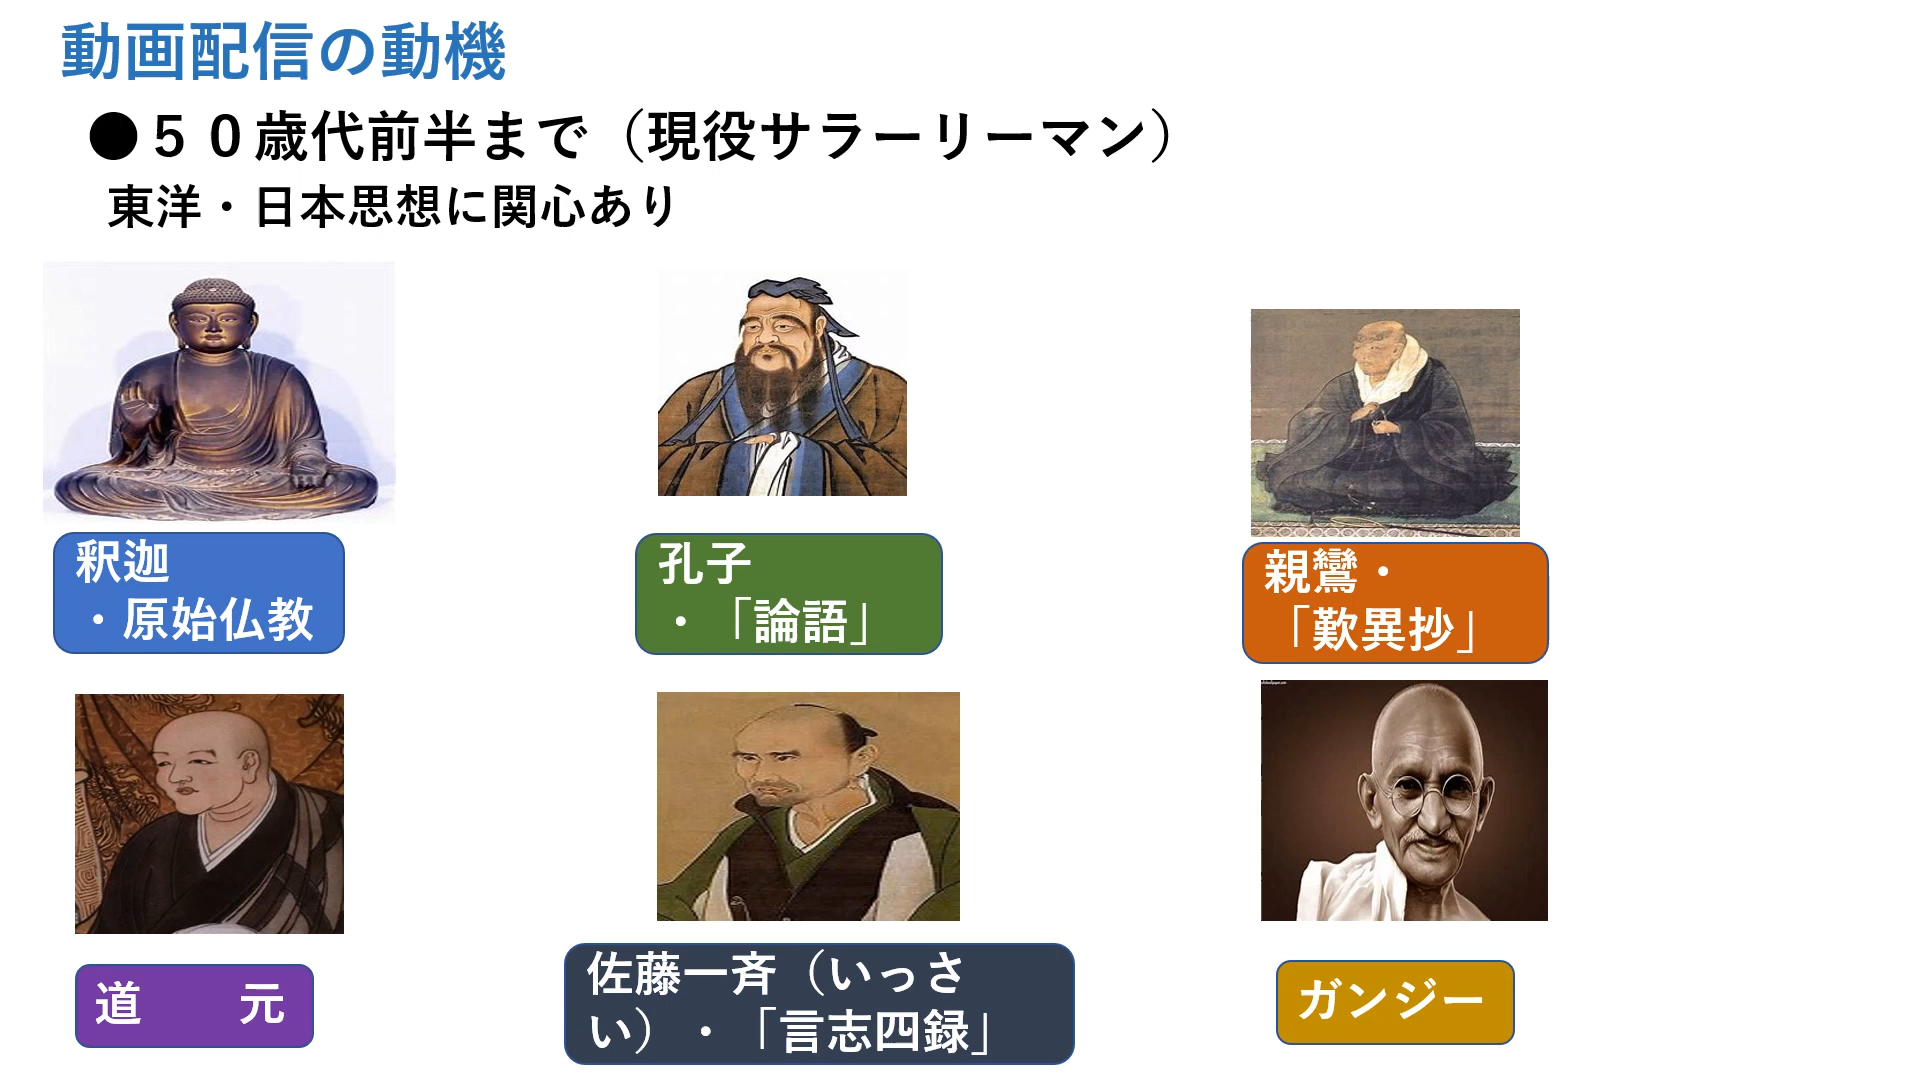 動画配信の動機
●５０歳代前半まで（現役サラーリーマン）
東洋・日本思想に関心あり
釈迦
・原始仏教
孔子
・「論語」
親鸞・
「歎異抄」
道　　元
佐藤一斉（いっさ
い）・「言志四録」
ガンジー